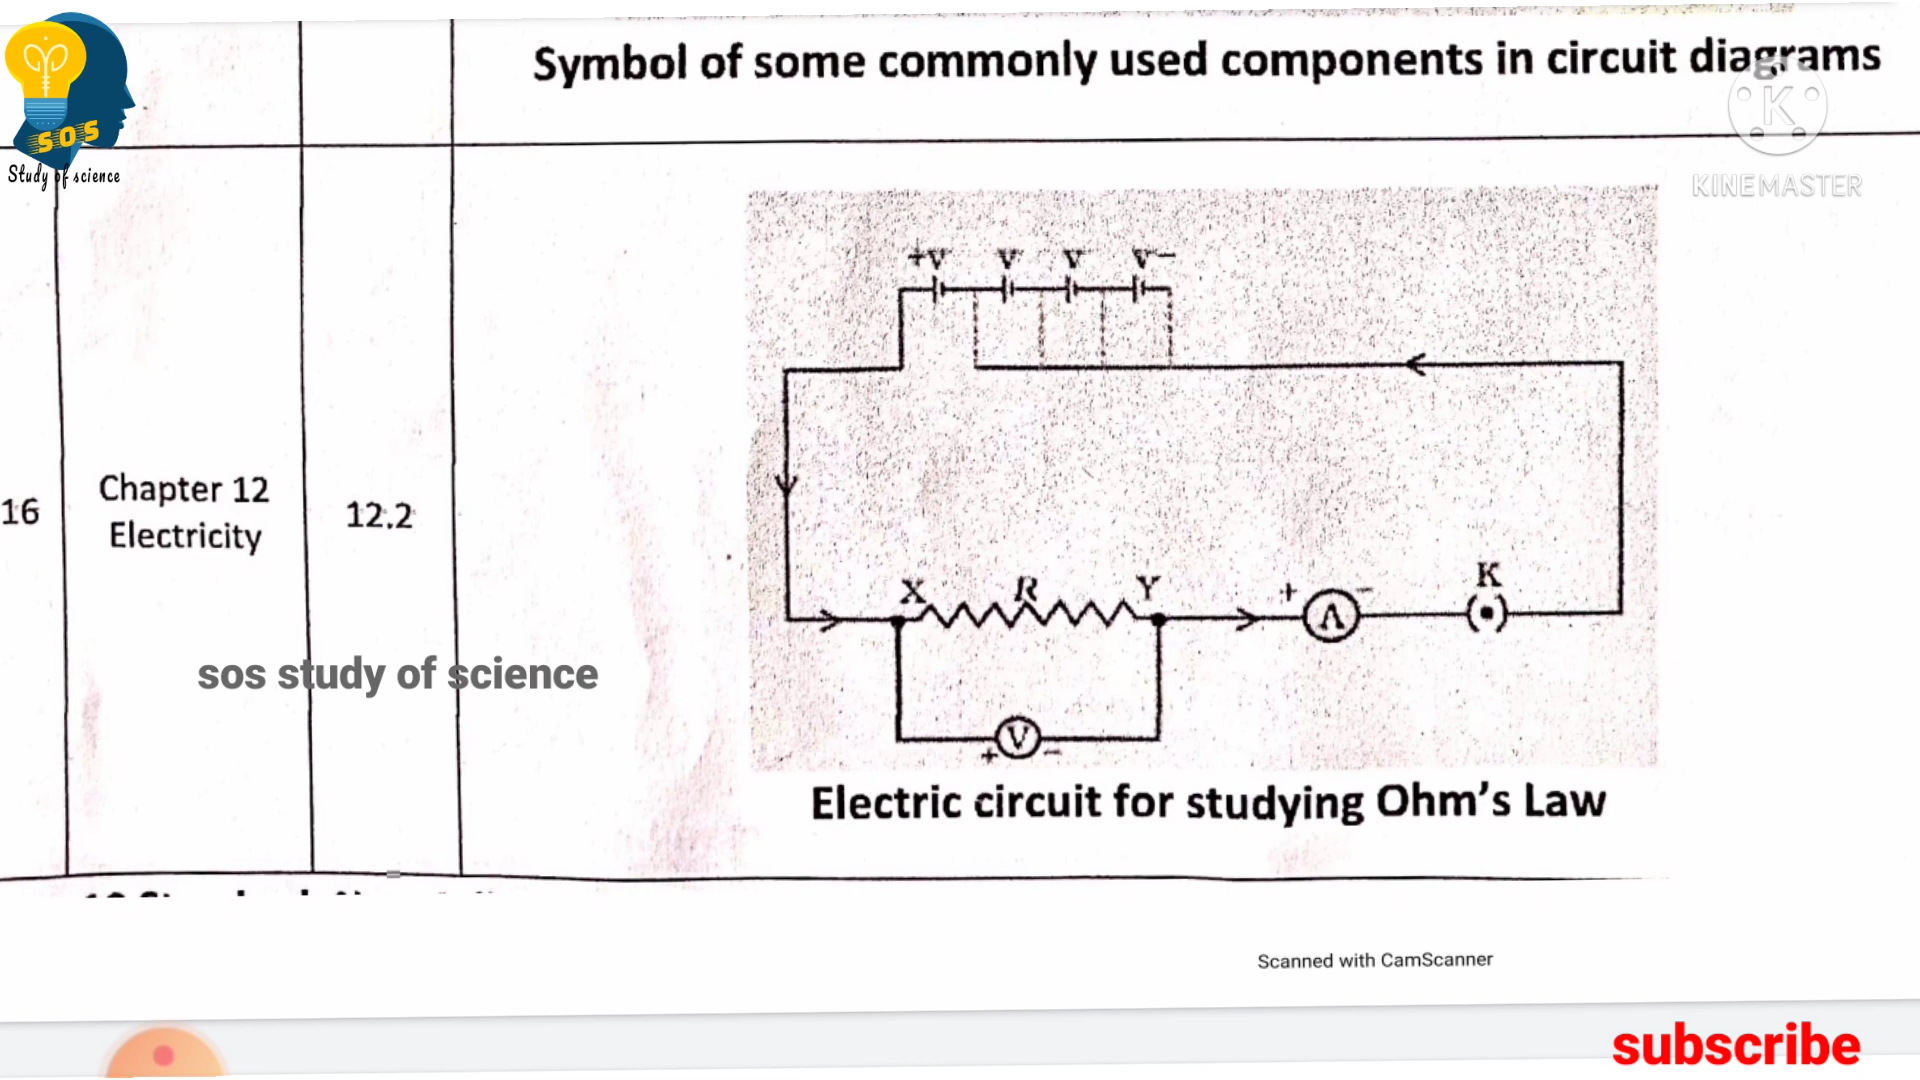 Symbol of some commonly used components in circuit diagrams
SOS
Study of science
K
KINEMASTER
+V V V V−
16
Chapter 12
Electricity
12.2
X R Y
+ A −
K
sos study of science
+ V −
Electric circuit for studying Ohm's Law
Scanned with CamScanner
subscribe